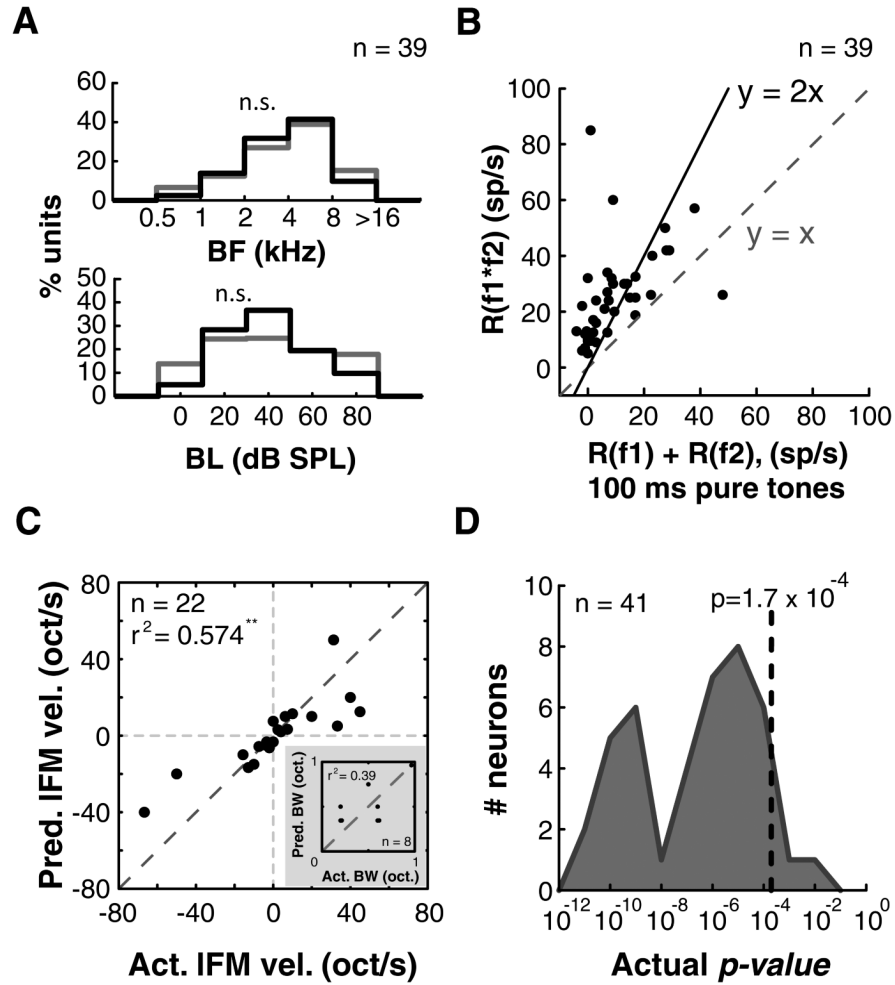 A
n = 39
60
40
20
0
n.s.
0.5 1 2 4 8 >16
BF (kHz)
% units
50
40
30
20
10
0
n.s.
0 20 40 60 80
BL (dB SPL)
B
n = 39
y = 2x
y = x
100
80
60
40
20
0
R(f1*f2) (sp/s)
0 20 40 60 80 100
R(f1) + R(f2), (sp/s)
100 ms pure tones
C
n = 22
r² = 0.574**
80
40
0
-40
-80
Pred. IFM vel. (oct/s)
-80 -40 0 40 80
Act. IFM vel. (oct/s)
1
r² = 0.39
Pred. BW (oct.)
n = 8
0 1
Act. BW (oct.)
D
n = 41
p=1.7 x 10⁻⁴
10
8
6
4
2
0
# neurons
10⁻¹² 10⁻¹⁰ 10⁻⁸ 10⁻⁶ 10⁻⁴ 10⁻² 10⁰
Actual p-value